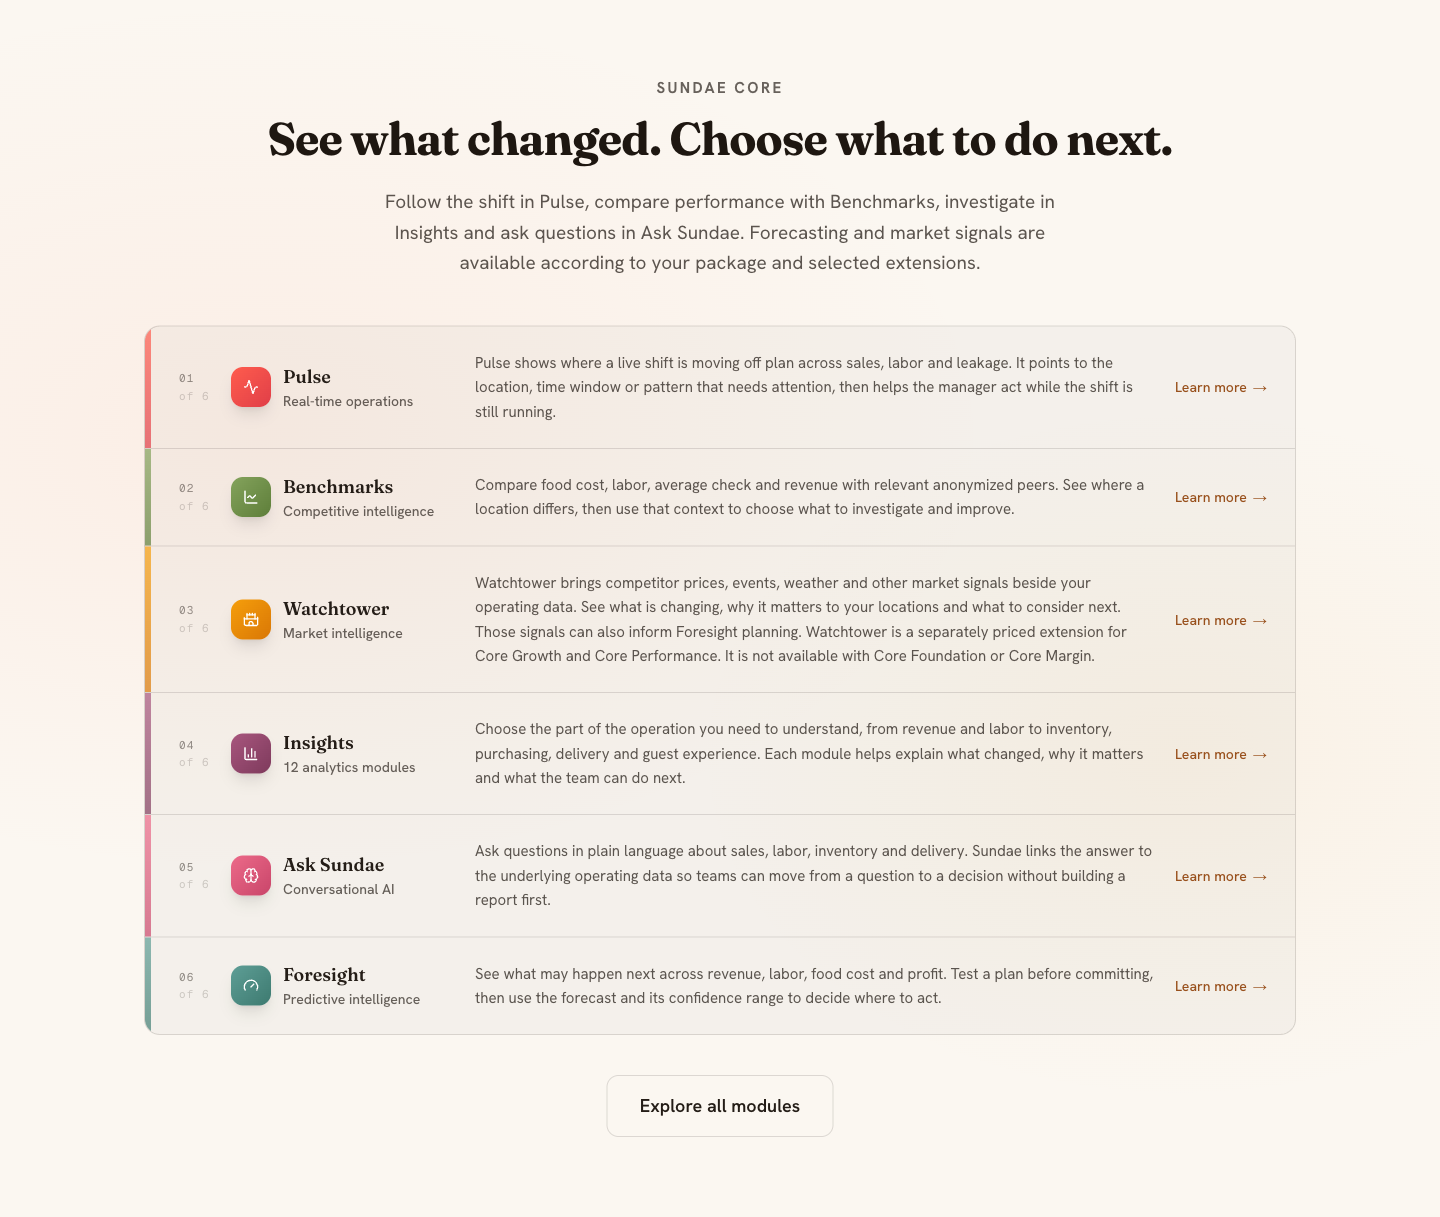 SUNDAE CORE
See what changed. Choose what to do next.
Follow the shift in Pulse, compare performance with Benchmarks, investigate in
Insights and ask questions in Ask Sundae. Forecasting and market signals are
available according to your package and selected extensions.
01
of 6
Pulse
Real-time operations
Pulse shows where a live shift is moving off plan across sales, labor and leakage. It points to the
location, time window or pattern that needs attention, then helps the manager act while the shift is
still running.
Learn more →
02
of 6
Benchmarks
Competitive intelligence
Compare food cost, labor, average check and revenue with relevant anonymized peers. See where a
location differs, then use that context to choose what to investigate and improve.
Learn more →
03
of 6
Watchtower
Market intelligence
Watchtower brings competitor prices, events, weather and other market signals beside your
operating data. See what is changing, why it matters to your locations and what to consider next.
Those signals can also inform Foresight planning. Watchtower is a separately priced extension for
Core Growth and Core Performance. It is not available with Core Foundation or Core Margin.
Learn more →
04
of 6
Insights
12 analytics modules
Choose the part of the operation you need to understand, from revenue and labor to inventory,
purchasing, delivery and guest experience. Each module helps explain what changed, why it matters
and what the team can do next.
Learn more →
05
of 6
Ask Sundae
Conversational AI
Ask questions in plain language about sales, labor, inventory and delivery. Sundae links the answer to
the underlying operating data so teams can move from a question to a decision without building a
report first.
Learn more →
06
of 6
Foresight
Predictive intelligence
See what may happen next across revenue, labor, food cost and profit. Test a plan before committing,
then use the forecast and its confidence range to decide where to act.
Learn more →
Explore all modules